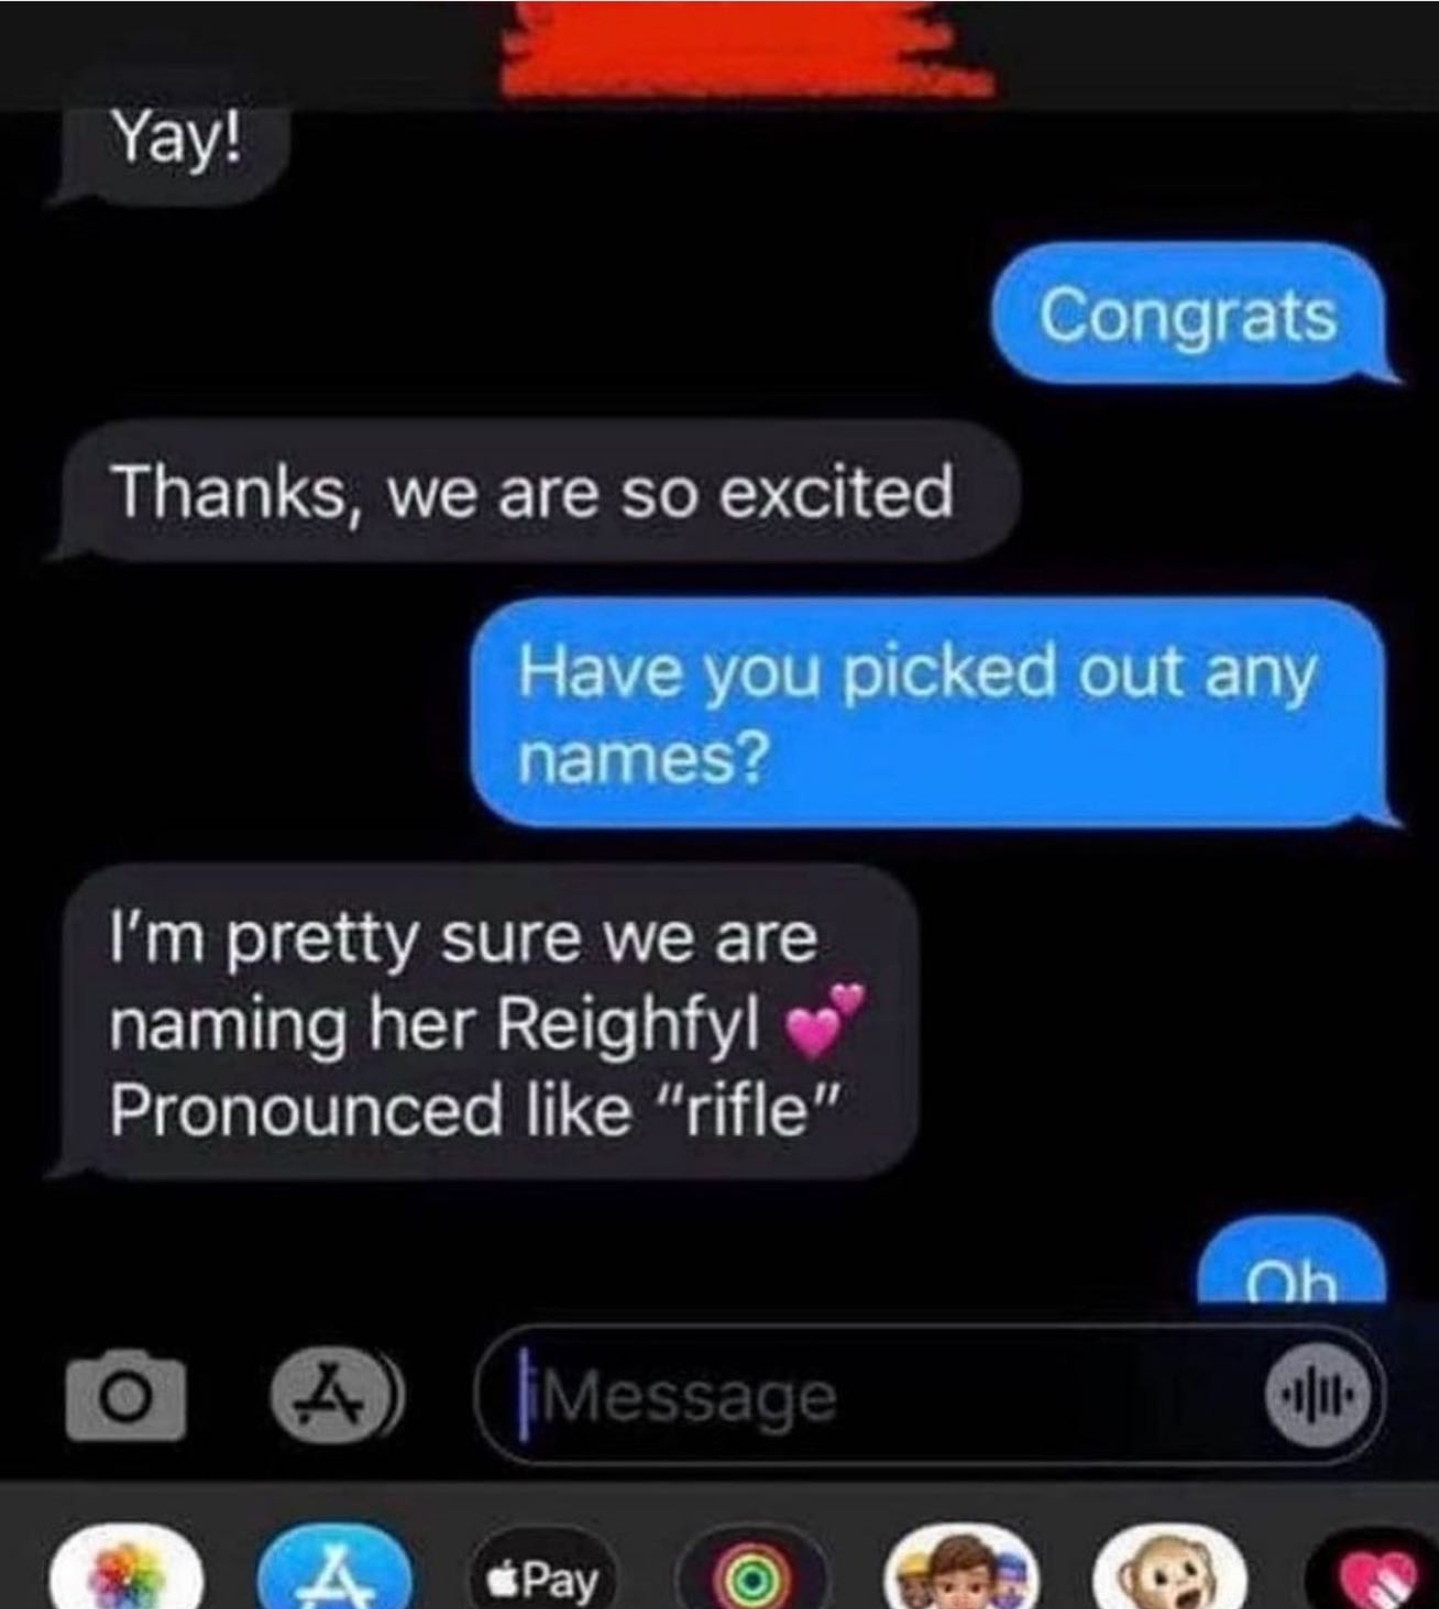 Yay!
Congrats
Thanks, we are so excited
Have you picked out any
names?
I'm pretty sure we are
naming her Reighfyl 💕
Pronounced like “rifle”
Oh
iMessage
Pay